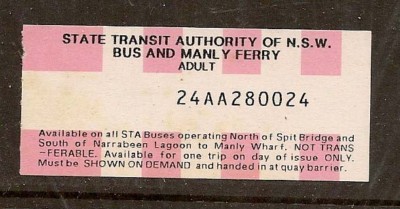 STATE TRANSIT AUTHORITY OF N.S.W.
BUS AND MANLY FERRY
ADULT
24AA280024
Available on all STA Buses operating North of Spit Bridge and
South of Narrabeen Lagoon to Manly Wharf. NOT TRANS
-FERABLE. Available for one trip on day of issue ONLY.
Must be SHOWN ON DEMAND and handed in at quay barrier.